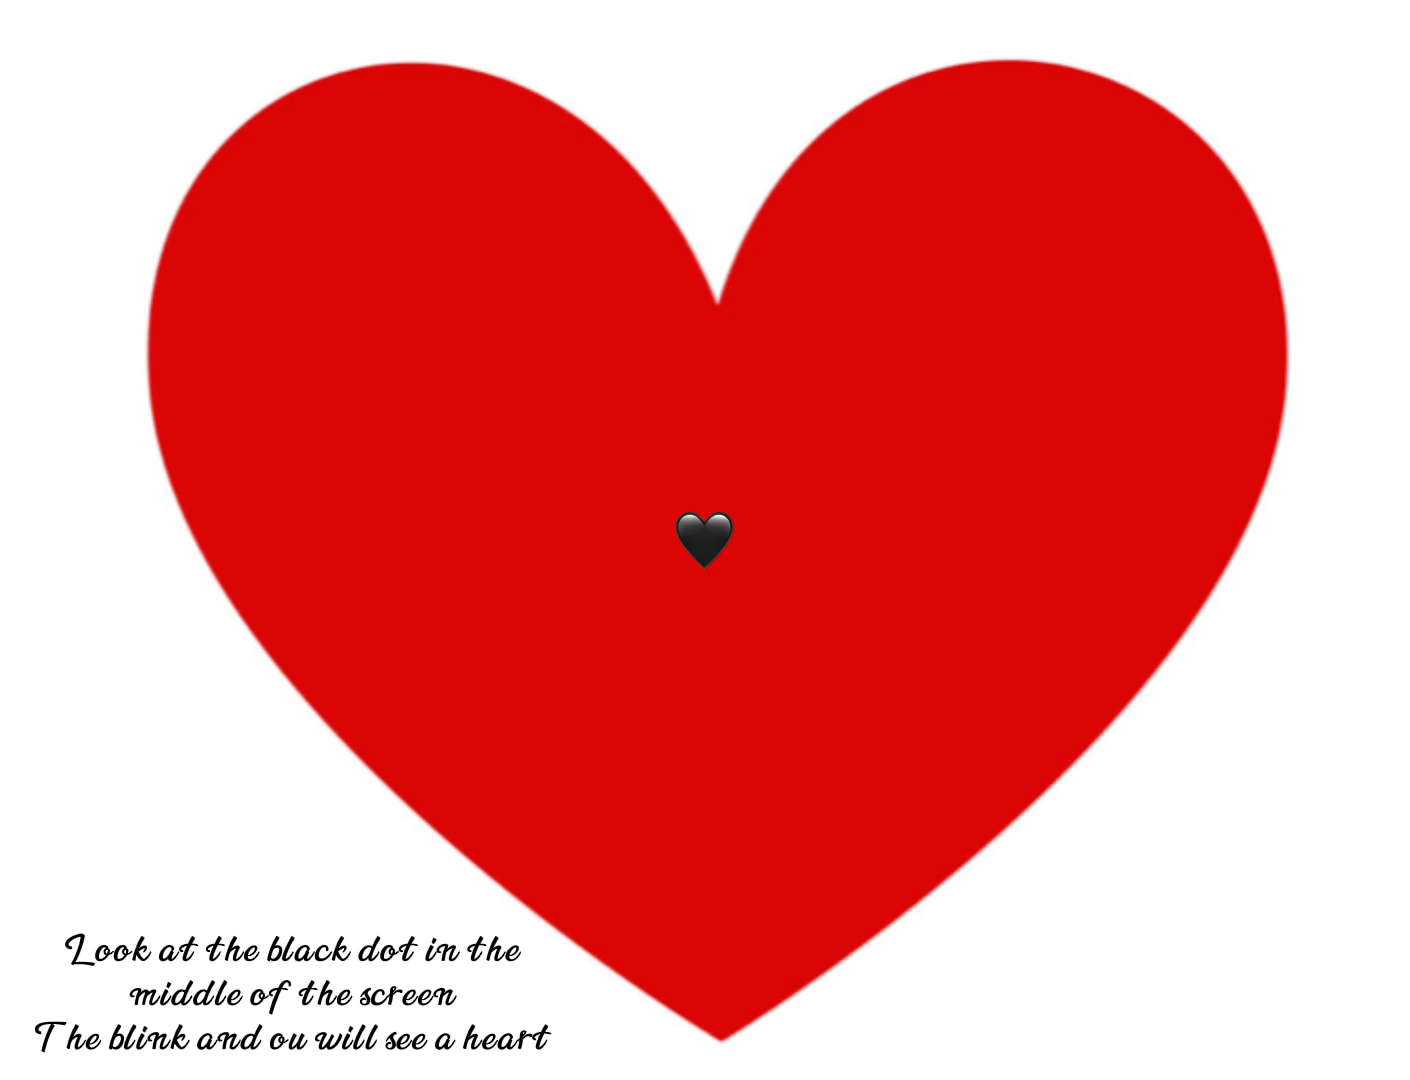 Look at the black dot in the
middle of the screen
The blink and ou will see a heart